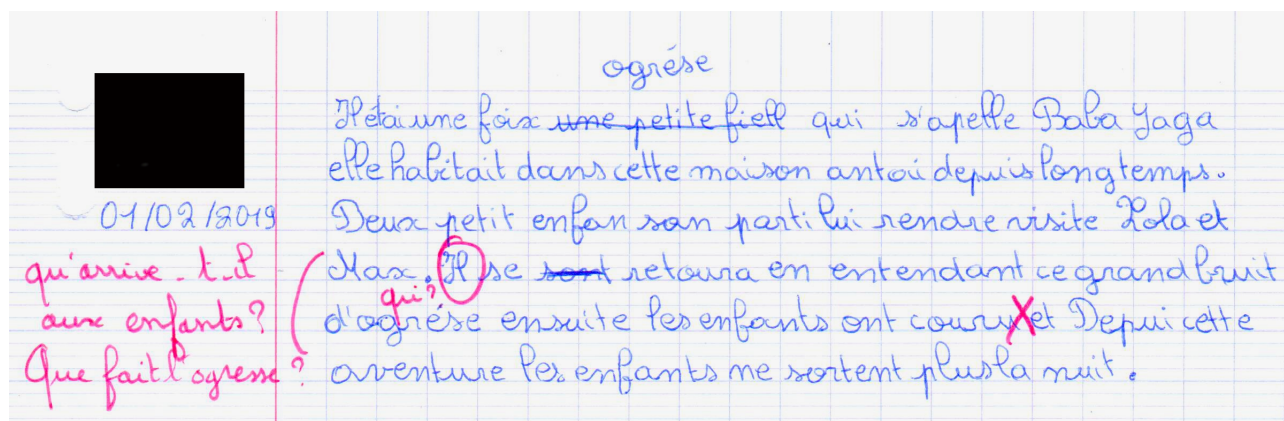 ogrése
Il étai une foix une petite fiell qui s'apelle Baba Yaga
elle habitait dans cette maison antoi depuis longtemps.
01/02/2019
Deux petit enfan son parti lui rendre visite Lola et
qu'arrive-t-il
Max. Il se sont retoura en entendant ce grand bruit
qui?
aux enfants?
d'ogrése ensuite les enfants ont coury X et Depui cette
Que fait l'ogresse?
aventure les enfants ne sortent plus la nuit.